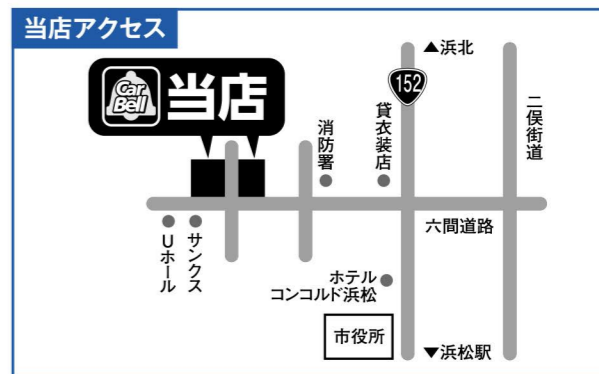 当店アクセス
Car
Bell
当店
152
▲浜北
二俣街道
消防署
貸衣装店
六間道路
Uホール
サンクス
ホテル
コンコルド浜松
市役所
▼浜松駅